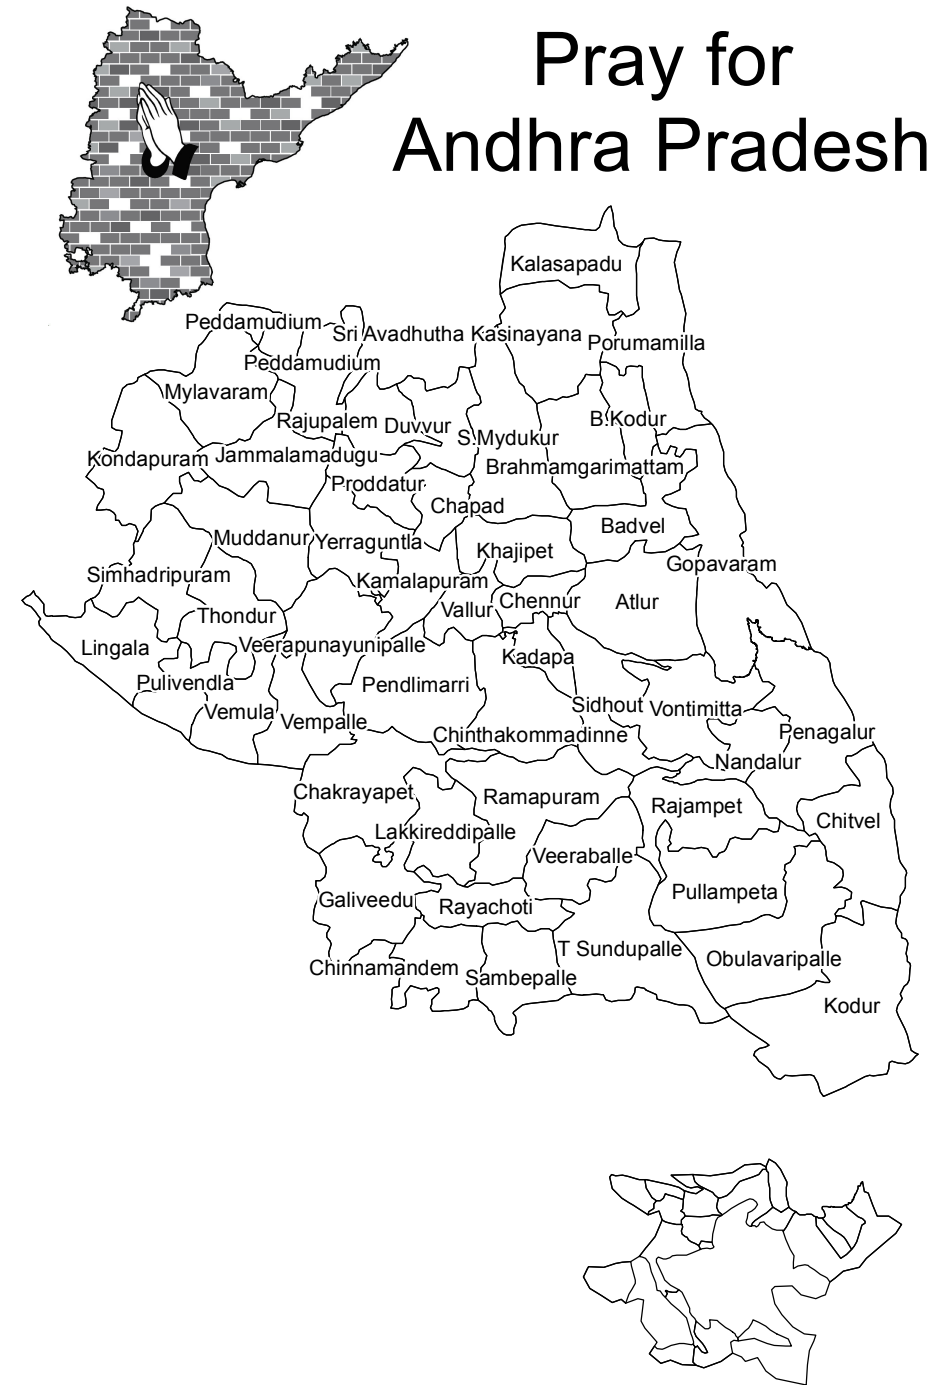 Pray for
Andhra Pradesh
Kalasapadu
Peddamudium
Sri Avadhutha Kasinayana
Porumamilla
Peddamudium
Mylavaram
Rajupalem
Duvvur
B.Kodur
S.Mydukur
Kondapuram
Jammalamadugu
Brahmamgarimattam
Proddatur
Chapad
Badvel
Muddanur
Yerraguntla
Khajipet
Gopavaram
Simhadripuram
Kamalapuram
Chennur
Atlur
Vallur
Thondur
Lingala
Veerapunayunipalle
Kadapa
Pulivendla
Pendlimarri
Sidhout
Vontimitta
Vemula
Vempalle
Chinthakommadinne
Penagalur
Nandalur
Chakrayapet
Ramapuram
Rajampet
Chitvel
Lakkireddipalle
Veeraballe
Pullampeta
Galiveedu
Rayachoti
T Sundupalle
Obulavaripalle
Chinnamandem
Sambepalle
Kodur